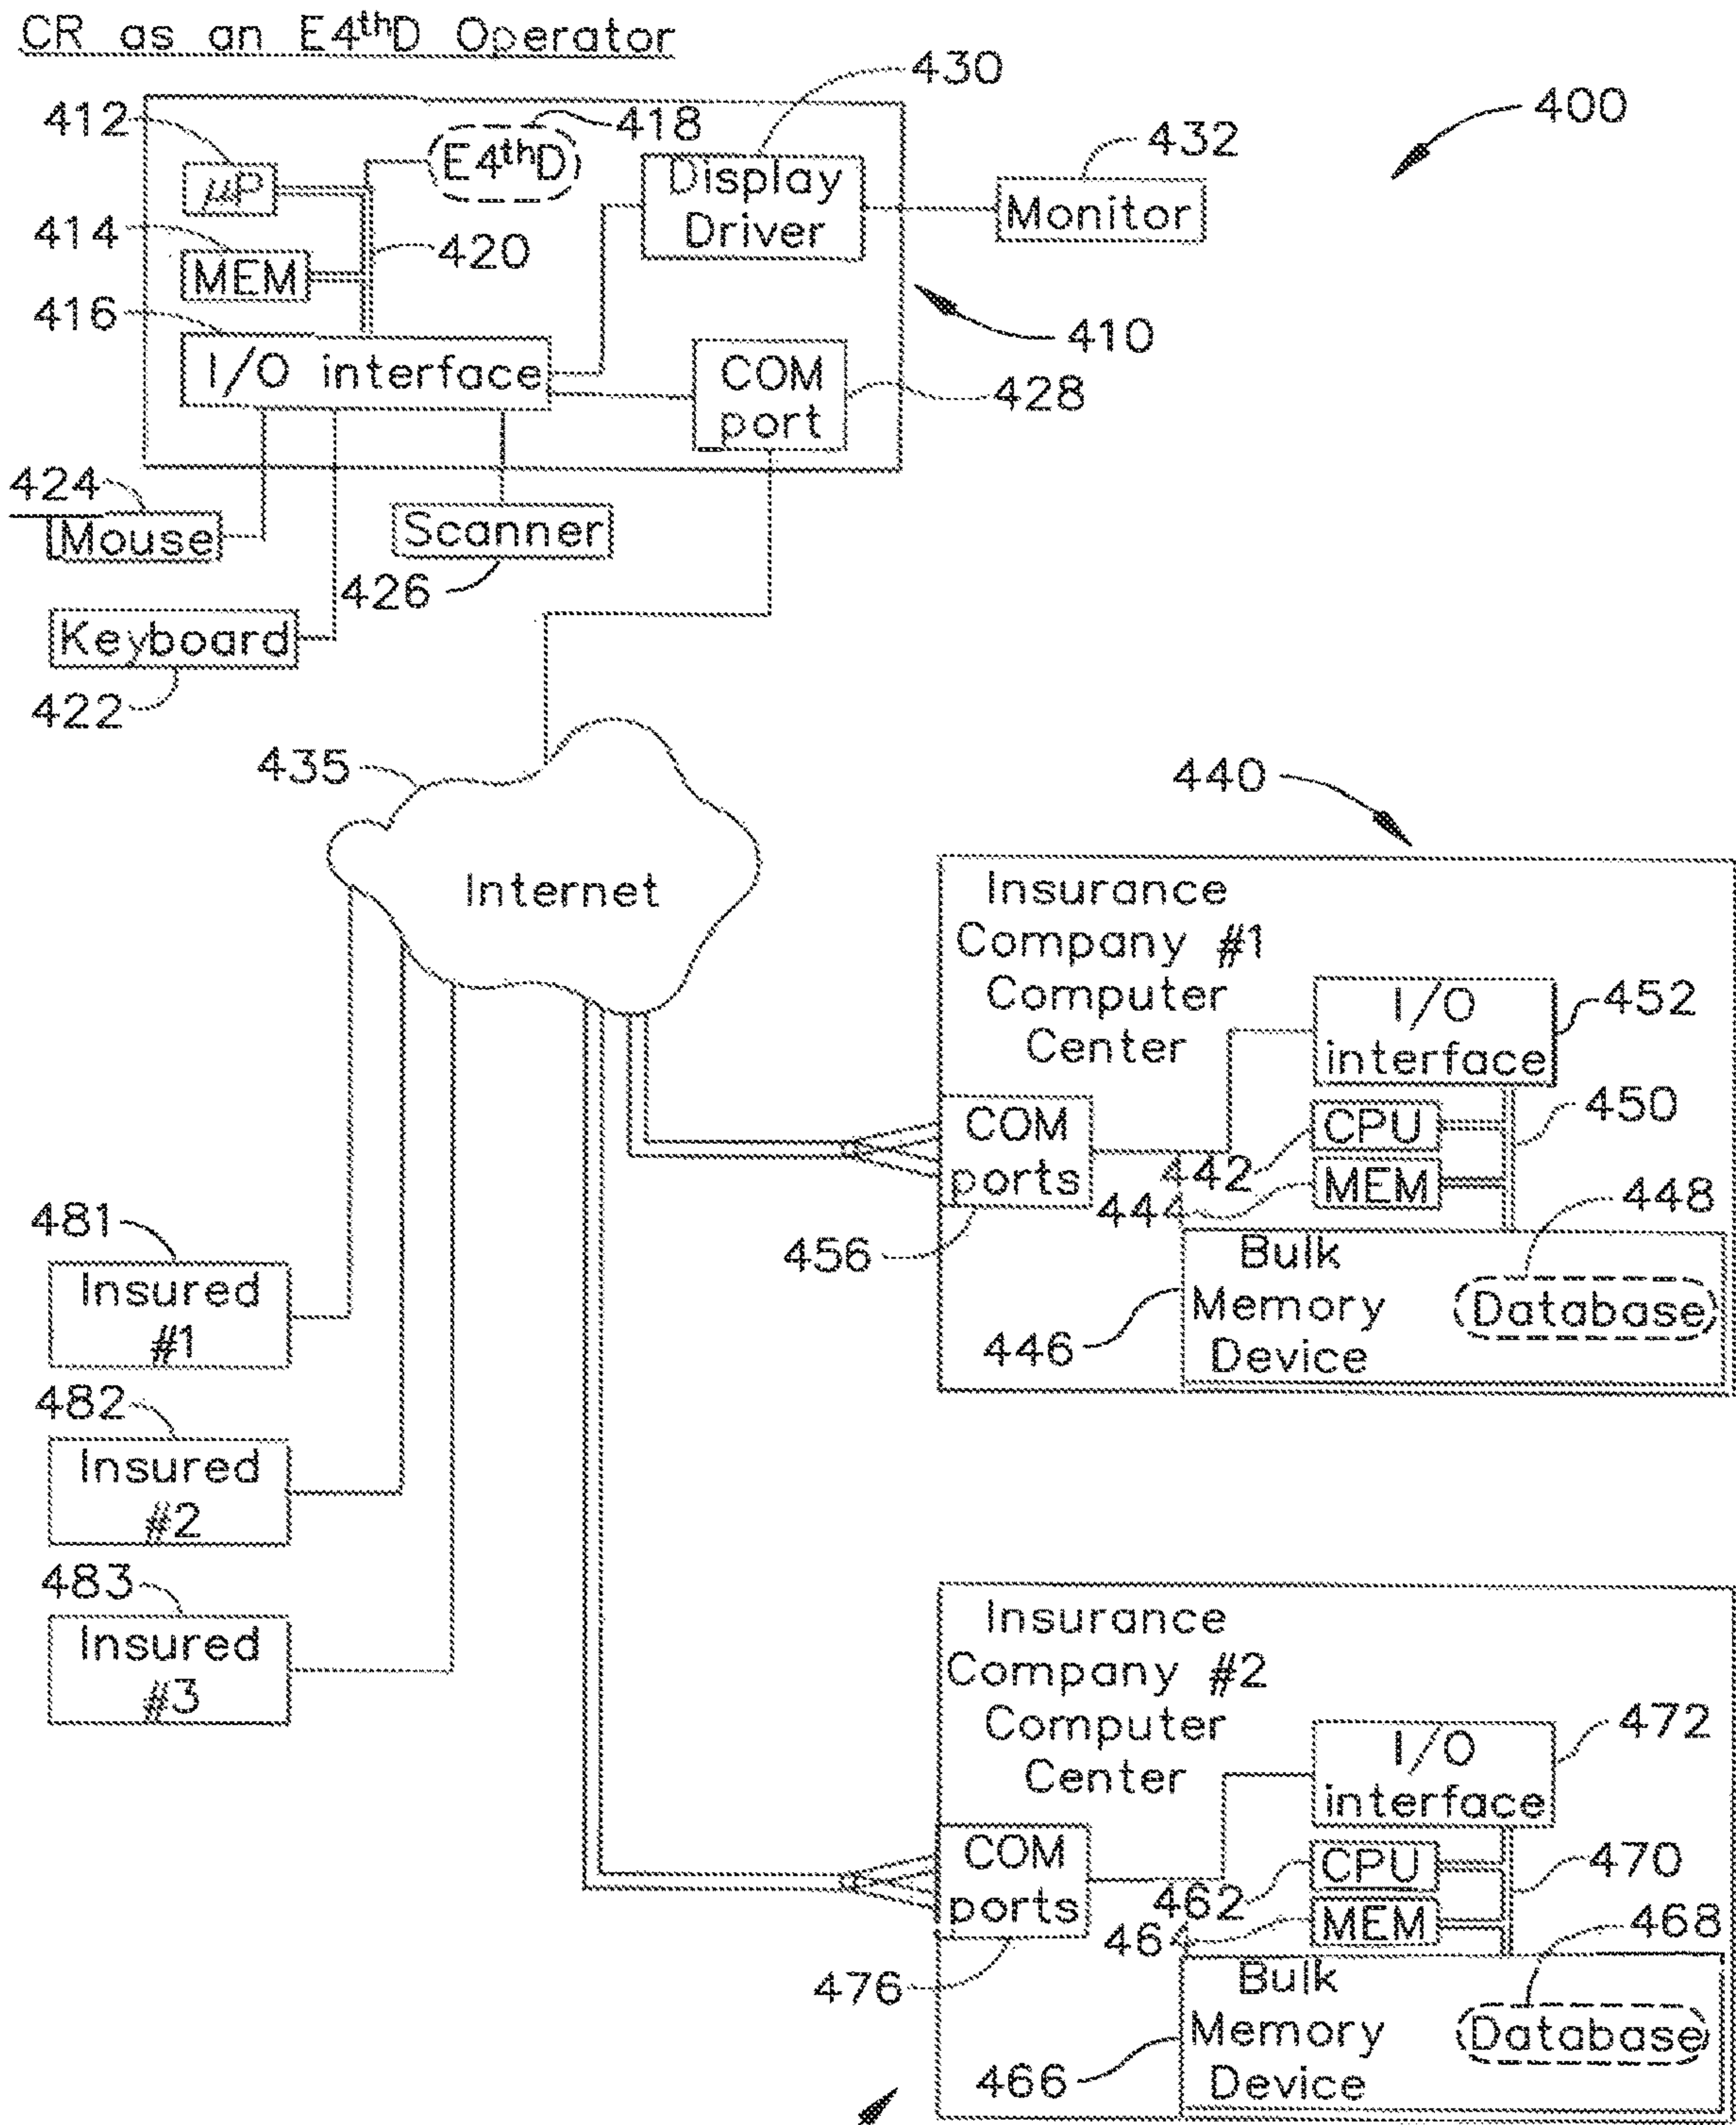 CR as an E4thD Operator
430
400
412
418
432
µP
E4thD
Display
Driver
Monitor
414
MEM
420
410
416
I/O interface
COM
port
428
424
Mouse
Scanner
426
Keyboard
422
435
Internet
440
Insurance
Company #1
Computer
Center
I/O
interface
452
COM
ports
CPU
450
442
MEM
444
448
456
Bulk
Memory
Device
Database
446
481
Insured
#1
482
Insured
#2
483
Insured
#3
Insurance
Company #2
Computer
Center
I/O
interface
472
COM
ports
CPU
470
462
MEM
464
468
476
Bulk
Memory
Device
Database
466